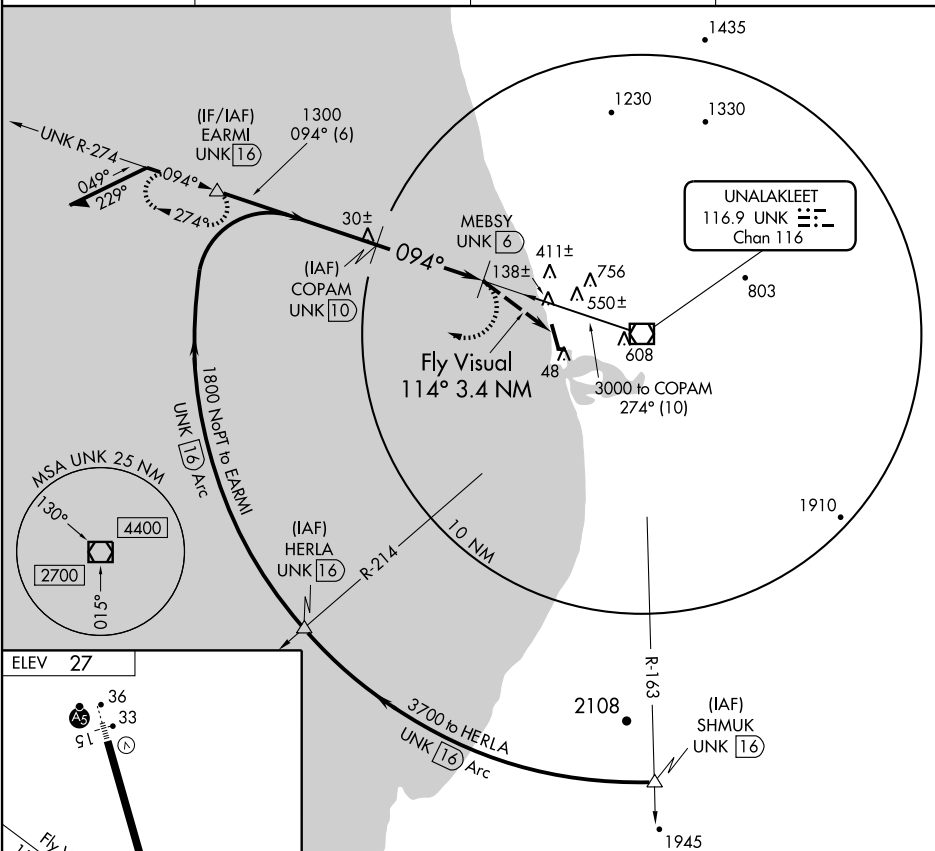 1435
1230
1330
(IF/IAF)
EARMI
UNK 16
1300
094° (6)
UNK R-274
049°
229°
094°
274°
30±
(IAF)
COPAM
UNK 10
094°
MEBSY
UNK 6
138±
411±
756
550±
UNALAKLEET
116.9 UNK
Chan 116
803
608
48
Fly Visual
114° 3.4 NM
3000 to COPAM
274° (10)
1800 NoPT to EARMI
UNK 16 Arc
MSA UNK 25 NM
130°
4400
2700
015°
(IAF)
HERLA
UNK 16
R-214
10 NM
1910
R-163
3700 to HERLA
UNK 16 Arc
2108
(IAF)
SHMUK
UNK 16
1945
ELEV 27
36
A5
33
15
Fly